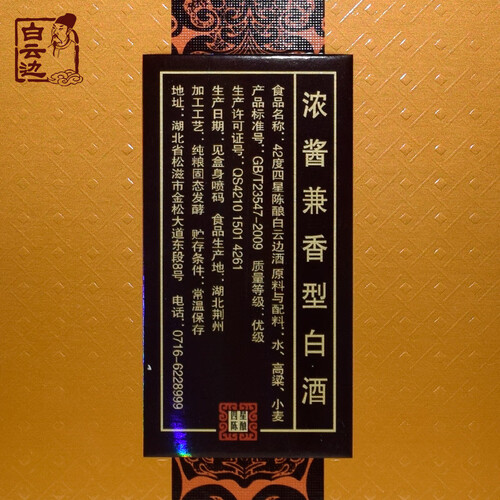 白云边
浓酱兼香型白酒
食品名称：42度四星陈酿白云边酒 原料与配料：水、高粱、小麦
产品标准号：GB/T23547-2009 质量等级：优级
生产许可证号：QS4210 1501 4261
生产日期：见盒身喷码 食品生产地：湖北荆州
加工工艺：纯粮固态发酵 贮存条件：常温保存
地址：湖北省松滋市金松大道东段8号 电话：0716-6228999
四星
陈酿